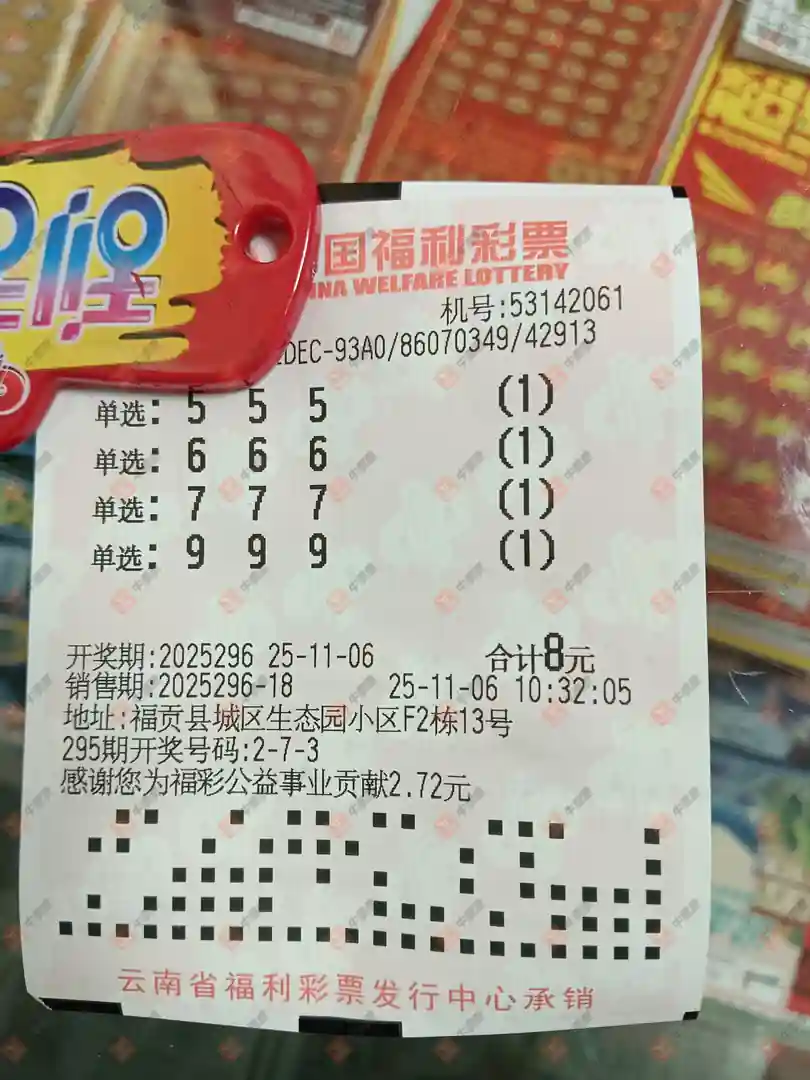 国福利彩票
INA WELFARE LOTTERY
机号:53142061
EDEC-93A0/86070349/42913
单选: 5 5 5 (1)
单选: 6 6 6 (1)
单选: 7 7 7 (1)
单选: 9 9 9 (1)
开奖期:2025296 25-11-06 合计8元
销售期:2025296-18 25-11-06 10:32:05
地址:福贡县城区生态园小区F2栋13号
295期开奖号码:2-7-3
感谢您为福彩公益事业贡献2.72元
云南省福利彩票发行中心承销